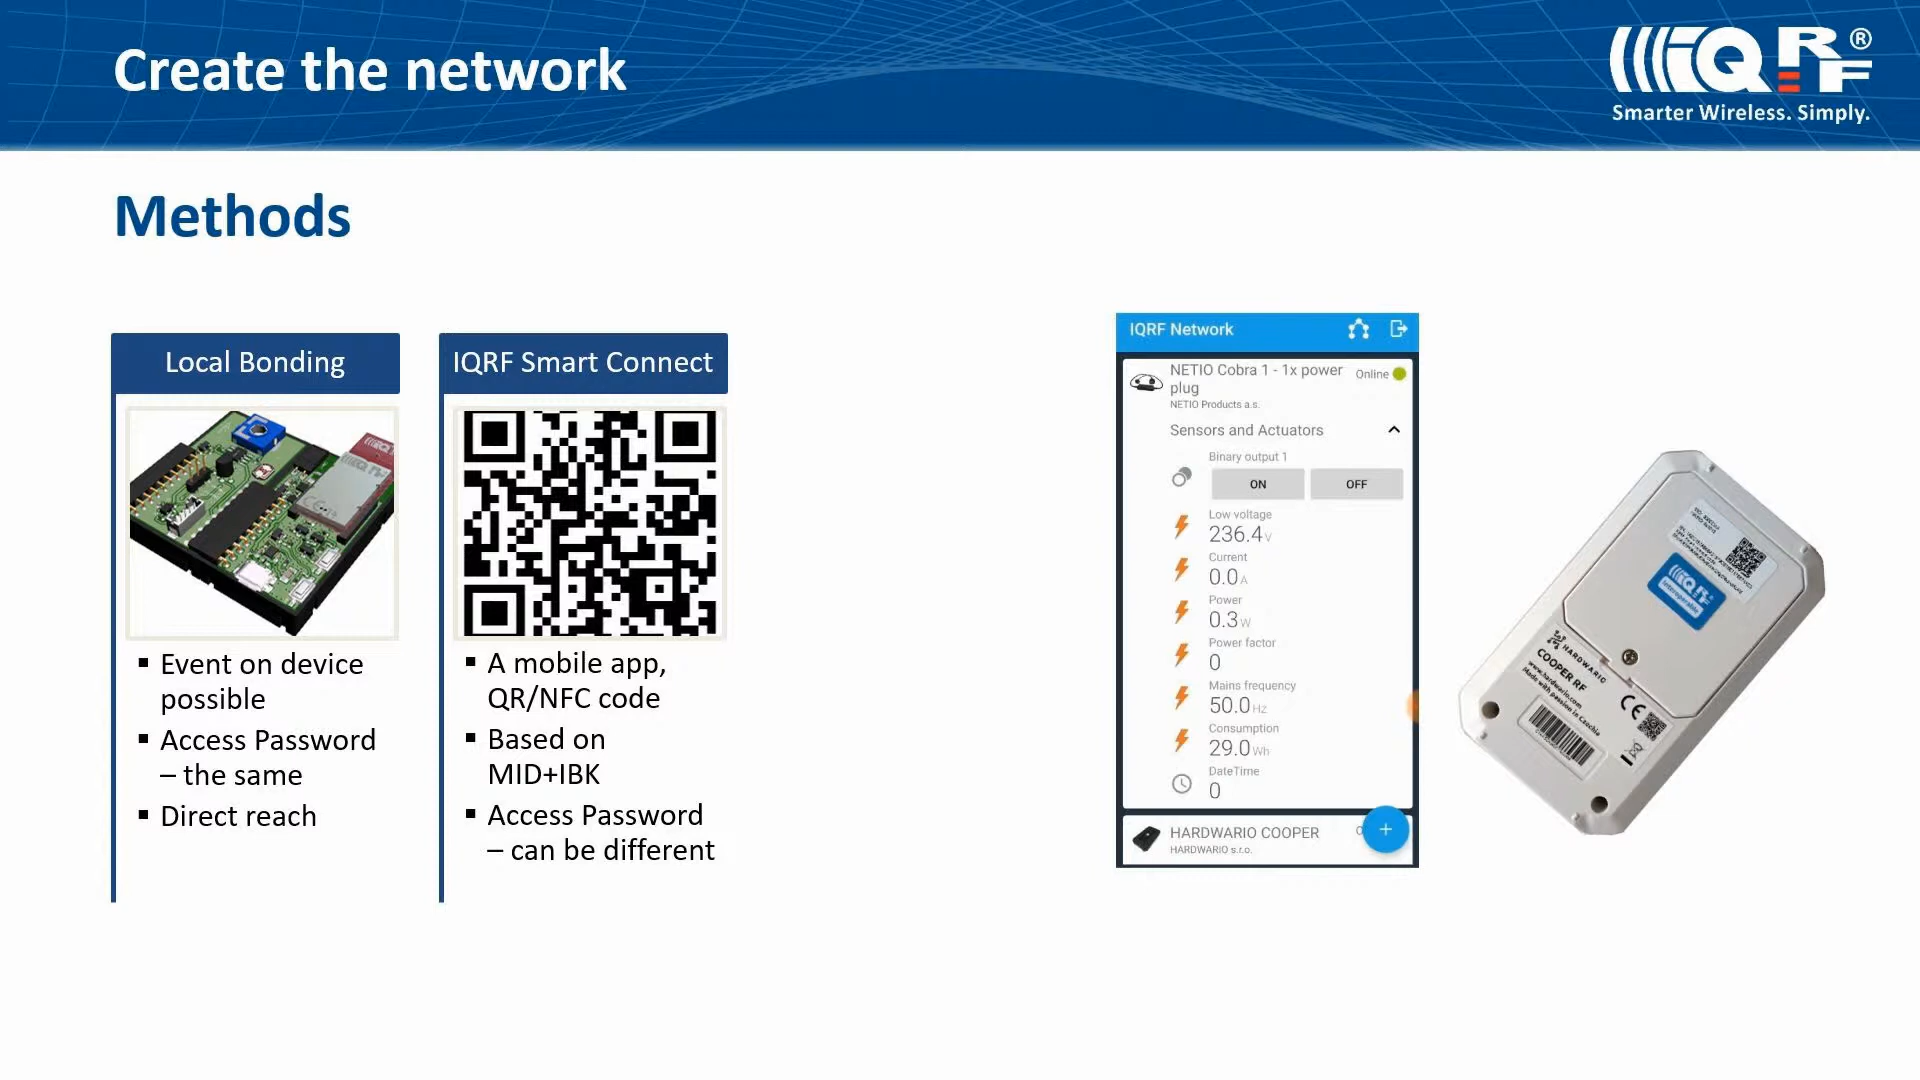 Create the network
IQRF®
Smarter Wireless. Simply.
Methods
Local Bonding
▪ Event on device
possible
▪ Access Password
– the same
▪ Direct reach
IQRF Smart Connect
▪ A mobile app,
QR/NFC code
▪ Based on
MID+IBK
▪ Access Password
– can be different
IQRF Network
NETIO Cobra 1 - 1x power
plug
Online
NETIO Products a.s.
Sensors and Actuators
Binary output 1
ON OFF
Low voltage
236.4 V
Current
0.0 A
Power
0.3 W
Power factor
0
Mains frequency
50.0 Hz
Consumption
29.0 Wh
DateTime
0
HARDWARIO COOPER
HARDWARIO s.r.o.
+
IQRF
Interoperable
HARDWARIO
COOPER RF
www.hardwario.com
Made with passion in Czechia
CE